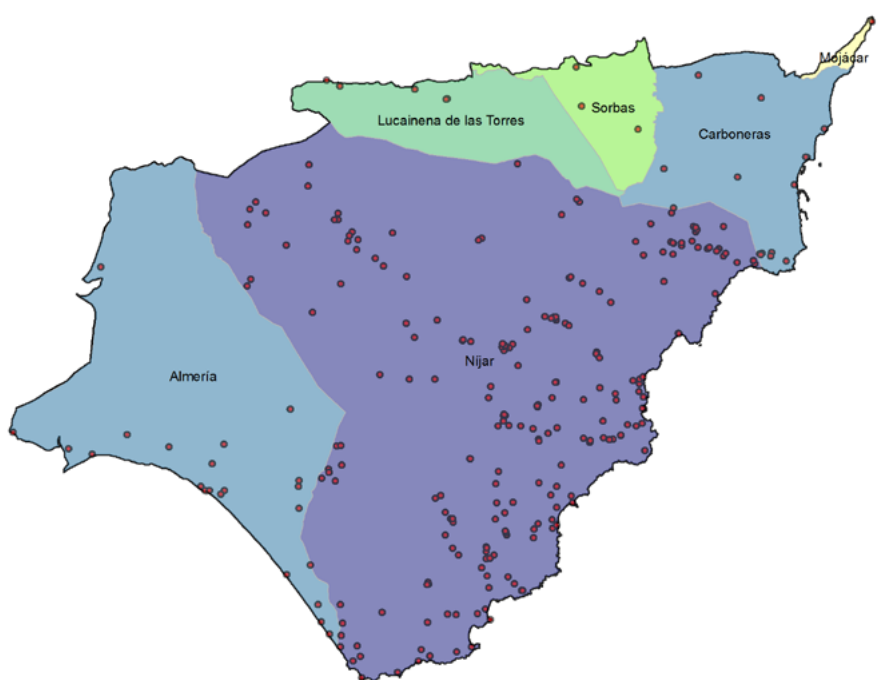 Mojácar
Sorbas
Lucainena de las Torres
Carboneras
Níjar
Almería